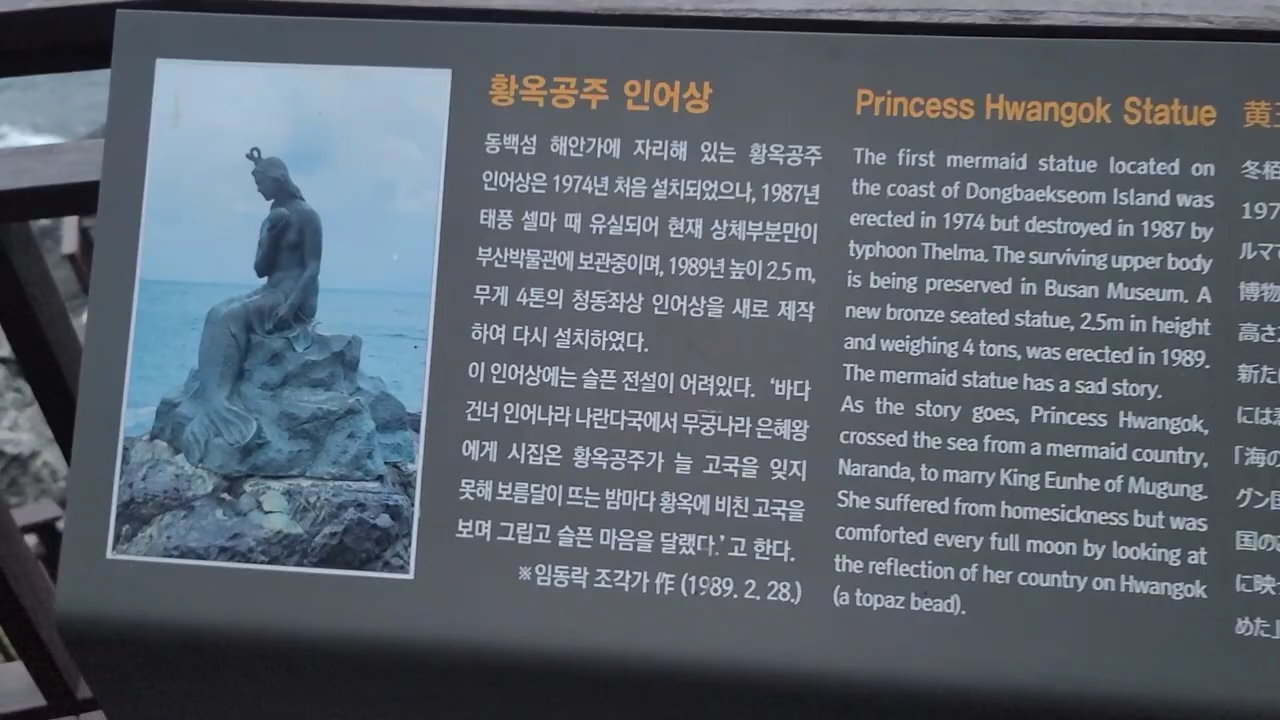 황옥공주 인어상
동백섬 해안가에 자리해 있는 황옥공주
인어상은 1974년 처음 설치되었으나, 1987년
태풍 셀마 때 유실되어 현재 상체부분만이
부산박물관에 보관중이며, 1989년 높이 2.5 m,
무게 4톤의 청동좌상 인어상을 새로 제작
하여 다시 설치하였다.
이 인어상에는 슬픈 전설이 어려있다. ‘바다
건너 인어나라 나란다국에서 무궁나라 은혜왕
에게 시집온 황옥공주가 늘 고국을 잊지
못해 보름달이 뜨는 밤마다 황옥에 비친 고국을
보며 그립고 슬픈 마음을 달랬다.’고 한다.
※임동락 조각가 作 (1989. 2. 28.)
Princess Hwangok Statue
The first mermaid statue located on
the coast of Dongbaekseom Island was
erected in 1974 but destroyed in 1987 by
typhoon Thelma. The surviving upper body
is being preserved in Busan Museum. A
new bronze seated statue, 2.5m in height
and weighing 4 tons, was erected in 1989.
The mermaid statue has a sad story.
As the story goes, Princess Hwangok,
crossed the sea from a mermaid country,
Naranda, to marry King Eunhe of Mugung.
She suffered from homesickness but was
comforted every full moon by looking at
the reflection of her country on Hwangok
(a topaz bead).
黄
冬栢
197
ルマ
博物
高さ
新た
には
「海の
グン
国の
に映
めた」